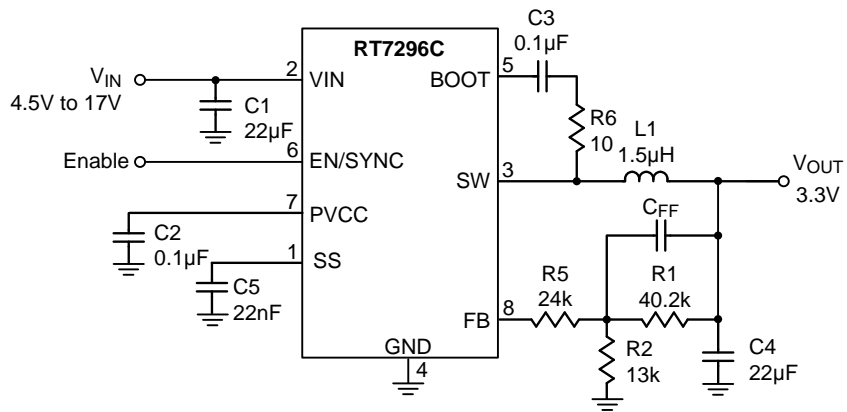 RT7296C
VIN
4.5V to 17V
C1
22µF
2
VIN
Enable
6
EN/SYNC
7
PVCC
C2
0.1µF
1
SS
C5
22nF
GND
4
BOOT
5
C3
0.1µF
R6
10
SW
3
L1
1.5µH
VOUT
3.3V
CFF
FB
8
R5
24k
R1
40.2k
R2
13k
C4
22µF